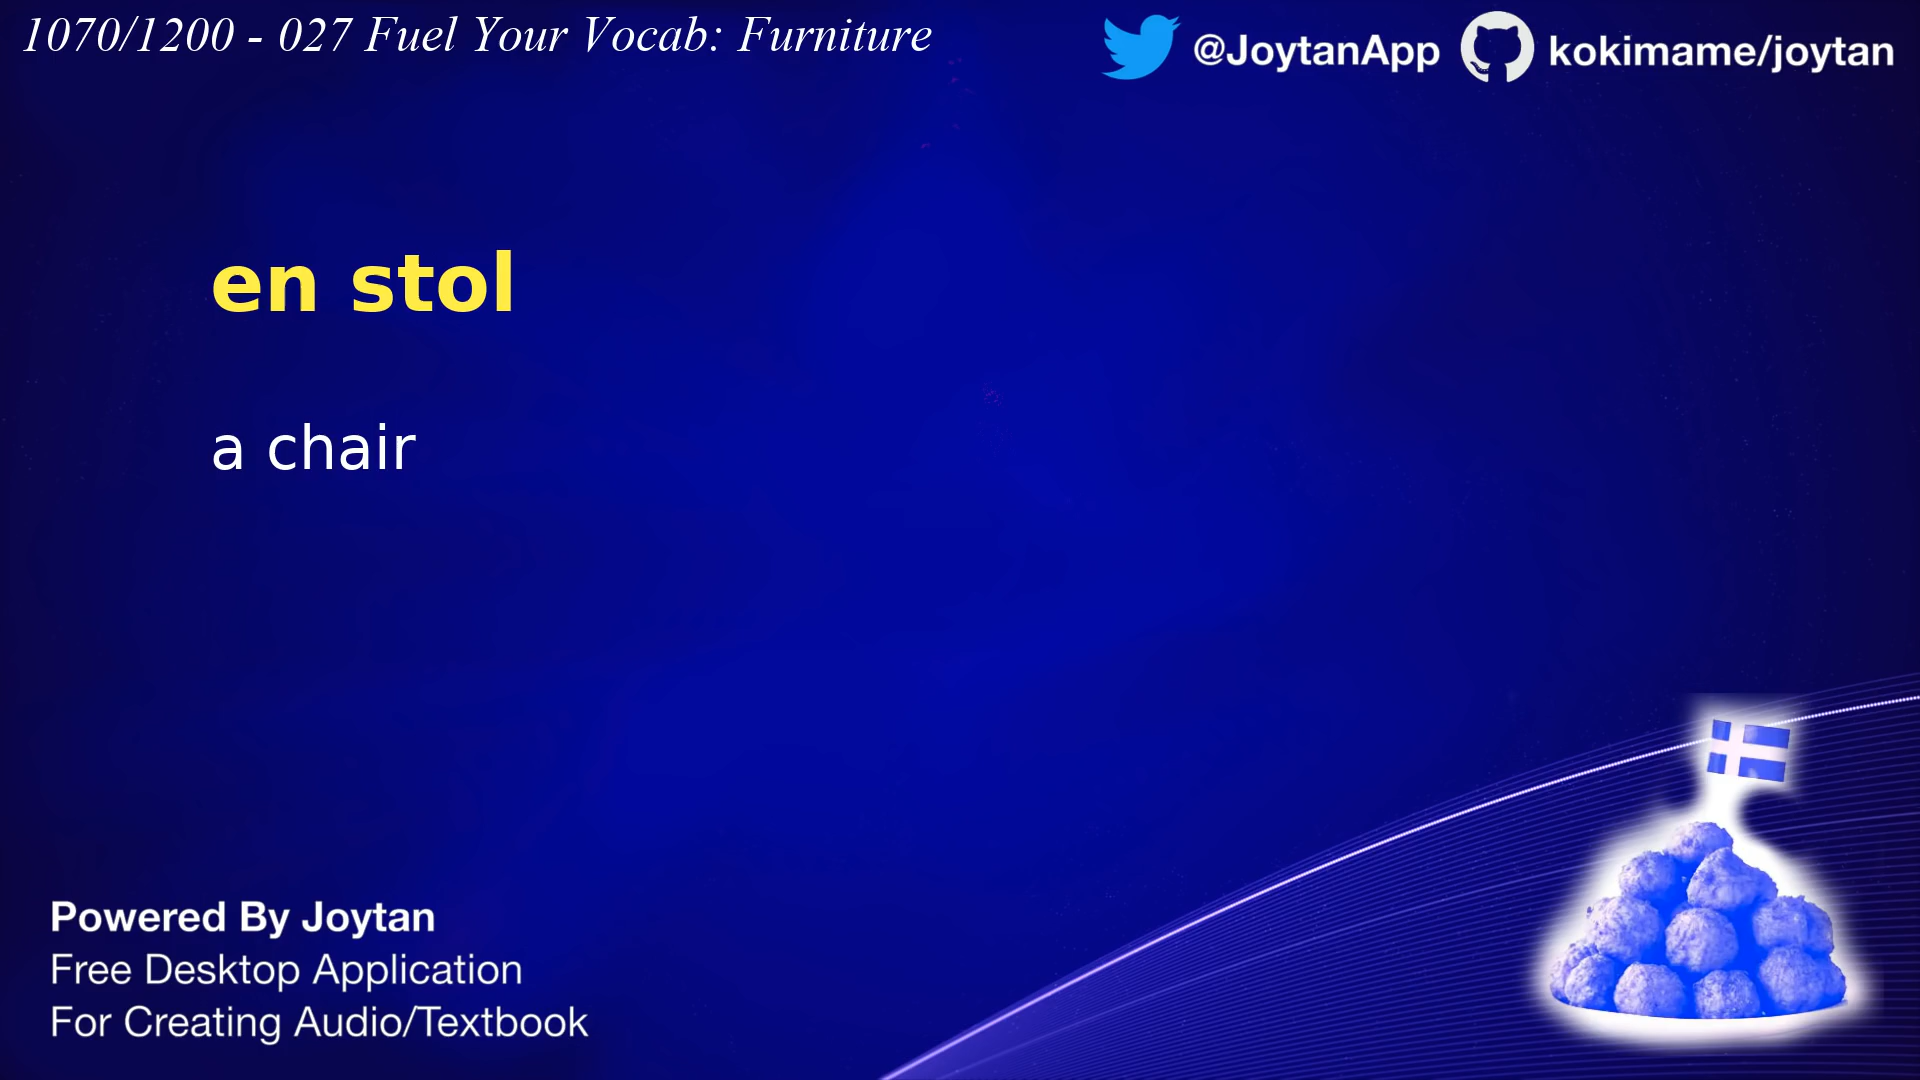 1070/1200 - 027 Fuel Your Vocab: Furniture
@JoytanApp
kokimame/joytan
en stol
a chair
Powered By Joytan
Free Desktop Application
For Creating Audio/Textbook